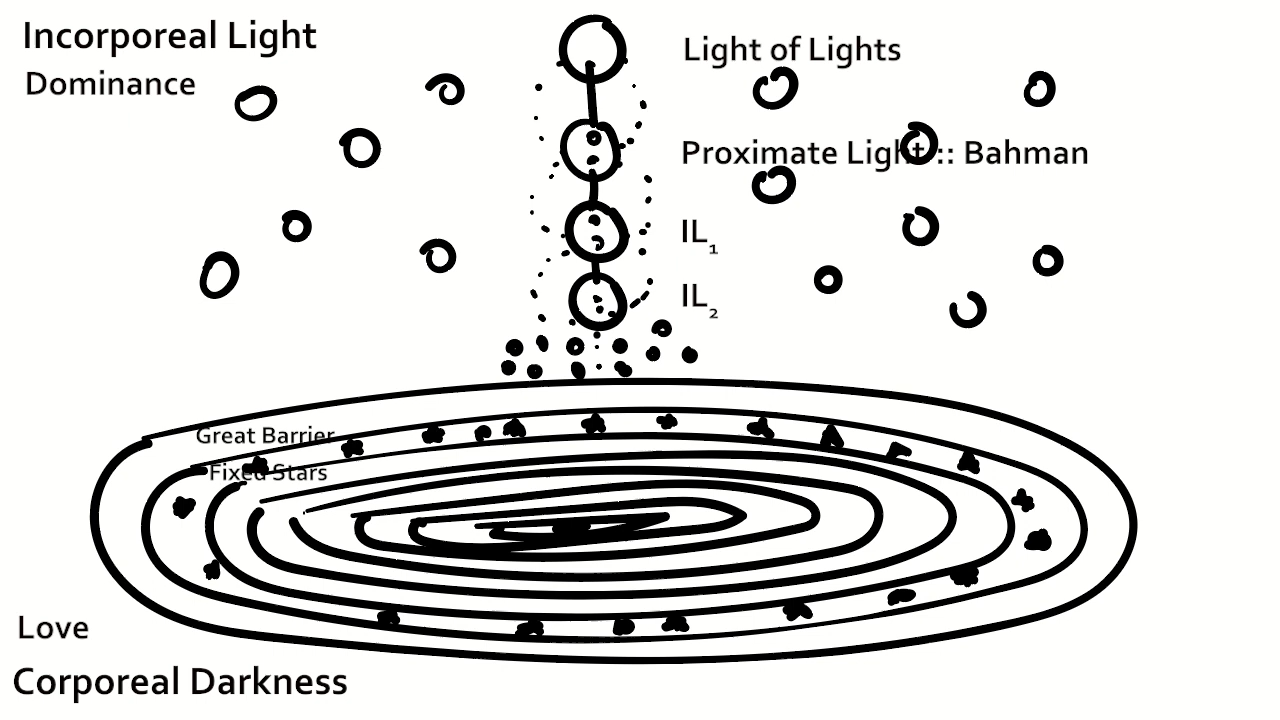 Incorporeal Light
Dominance
Light of Lights
Proximate Light :: Bahman
IL₁
IL₂
Great Barrier
Fixed Stars
Love
Corporeal Darkness